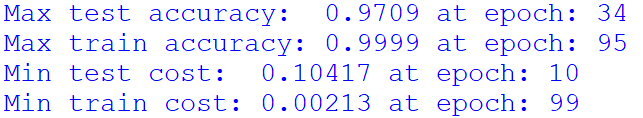 Max test accuracy:  0.9709 at epoch: 34
Max train accuracy: 0.9999 at epoch: 95
Min test cost:  0.10417 at epoch: 10
Min train cost: 0.00213 at epoch: 99